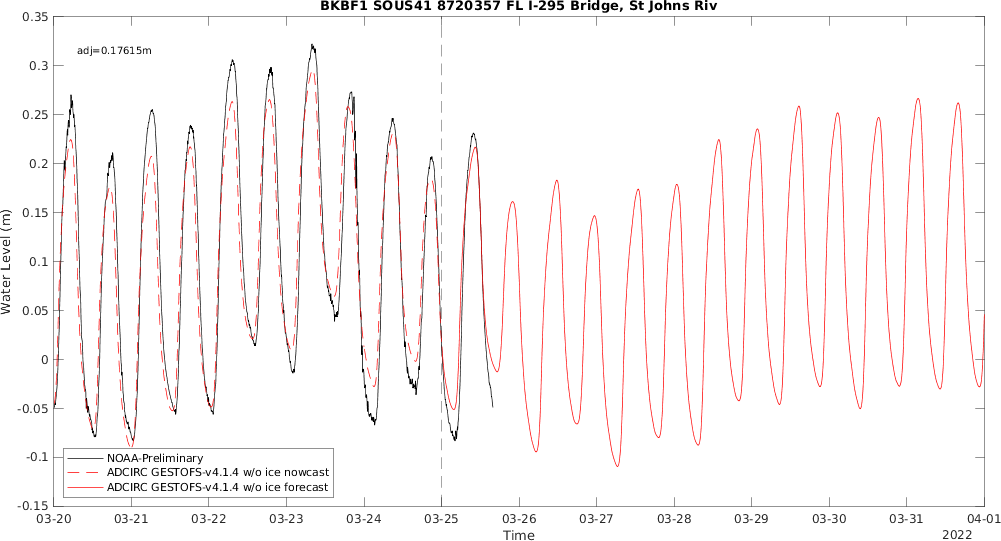 BKBF1 SOUS41 8720357 FL I-295 Bridge, St Johns Riv
adj=0.17615m
0.35
0.3
0.25
0.2
0.15
0.1
0.05
0
-0.05
-0.1
-0.15
Water Level (m)
NOAA-Preliminary
ADCIRC GESTOFS-v4.1.4 w/o ice nowcast
ADCIRC GESTOFS-v4.1.4 w/o ice forecast
03-20 03-21 03-22 03-23 03-24 03-25 03-26 03-27 03-28 03-29 03-30 03-31 04-01
Time
2022